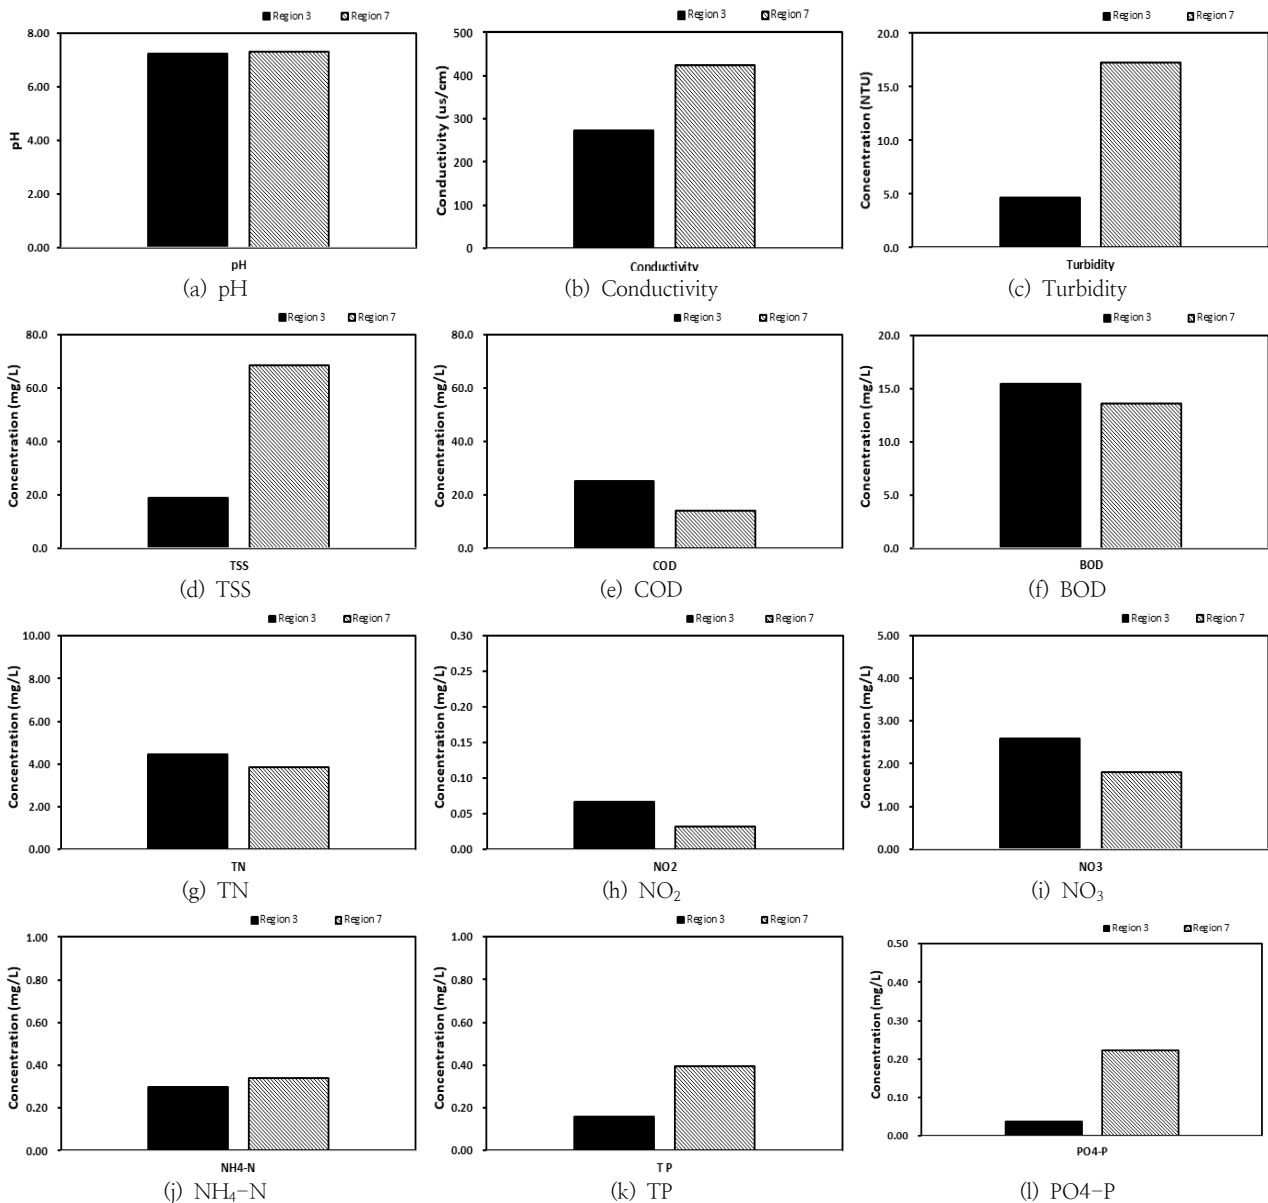 Region 3 Region 7
8.00
6.00
4.00
2.00
0.00
pH
pH
(a) pH
Region 3 Region 7
500
400
300
200
100
0
Conductivity (us/cm)
Conductivity
(b) Conductivity
Region 3 Region 7
20.0
15.0
10.0
5.0
0.0
Concentration (NTU)
Turbidity
(c) Turbidity
Region 3 Region 7
80.0
60.0
40.0
20.0
0.0
Concentration (mg/L)
TSS
(d) TSS
Region 3 Region 7
80.0
60.0
40.0
20.0
0.0
Concentration (mg/L)
COD
(e) COD
Region 3 Region 7
20.0
15.0
10.0
5.0
0.0
Concentration (mg/L)
BOD
(f) BOD
Region 3 Region 7
10.00
8.00
6.00
4.00
2.00
0.00
Concentration (mg/L)
TN
(g) TN
Region 3 Region 7
0.30
0.25
0.20
0.15
0.10
0.05
0.00
Concentration (mg/L)
NO2
(h) NO₂
Region 3 Region 7
5.00
4.00
3.00
2.00
1.00
0.00
Concentration (mg/L)
NO3
(i) NO₃
Region 3 Region 7
1.00
0.80
0.60
0.40
0.20
0.00
Concentration (mg/L)
NH4-N
(j) NH₄-N
Region 3 Region 7
1.00
0.80
0.60
0.40
0.20
0.00
Concentration (mg/L)
T P
(k) TP
Region 3 Region 7
0.50
0.40
0.30
0.20
0.10
0.00
Concentration (mg/L)
PO4-P
(l) PO4-P